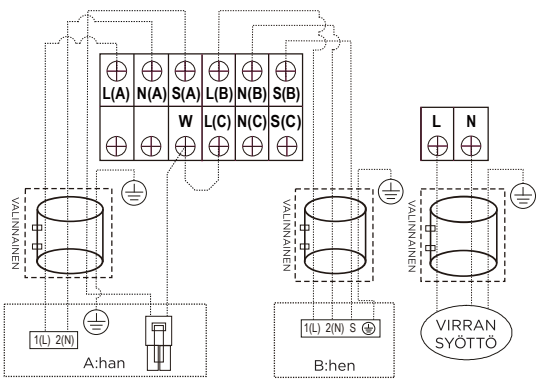 L(A) N(A) S(A) L(B) N(B) S(B)
W L(C) N(C) S(C)
L N
VALINNAINEN
VALINNAINEN
VALINNAINEN
1(L) 2(N)
A:han
1(L) 2(N) S
B:hen
VIRRAN
SYÖTTÖ